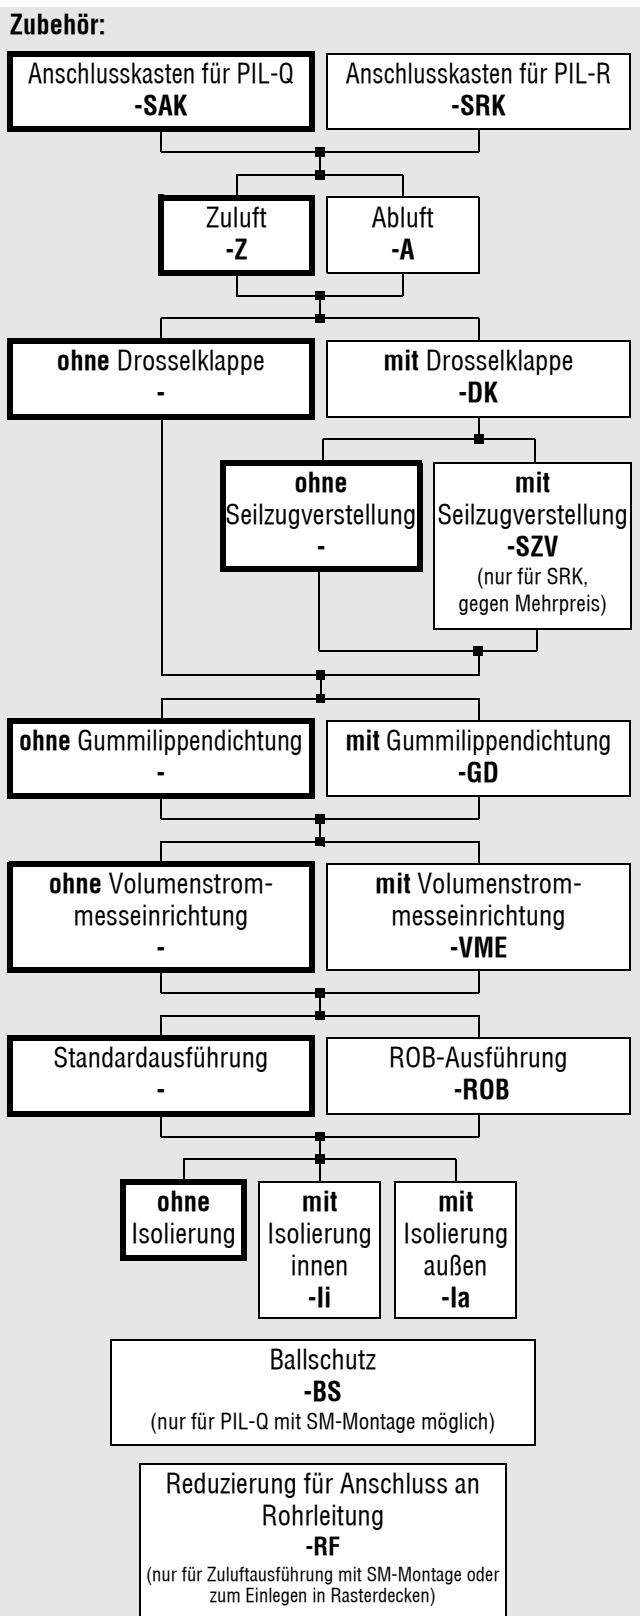 Zubehör:
Anschlusskasten für PIL-Q
-SAK
Anschlusskasten für PIL-R
-SRK
Zuluft
-Z
Abluft
-A
ohne Drosselklappe
-
mit Drosselklappe
-DK
ohne
Seilzugverstellung
-
mit
Seilzugverstellung
-SZV
(nur für SRK,
gegen Mehrpreis)
ohne Gummilippendichtung
-
mit Gummilippendichtung
-GD
ohne Volumenstrom-
messeinrichtung
-
mit Volumenstrom-
messeinrichtung
-VME
Standardausführung
-
ROB-Ausführung
-ROB
ohne
Isolierung
mit
Isolierung
innen
-Ii
mit
Isolierung
außen
-Ia
Ballschutz
-BS
(nur für PIL-Q mit SM-Montage möglich)
Reduzierung für Anschluss an
Rohrleitung
-RF
(nur für Zuluftausführung mit SM-Montage oder
zum Einlegen in Rasterdecken)